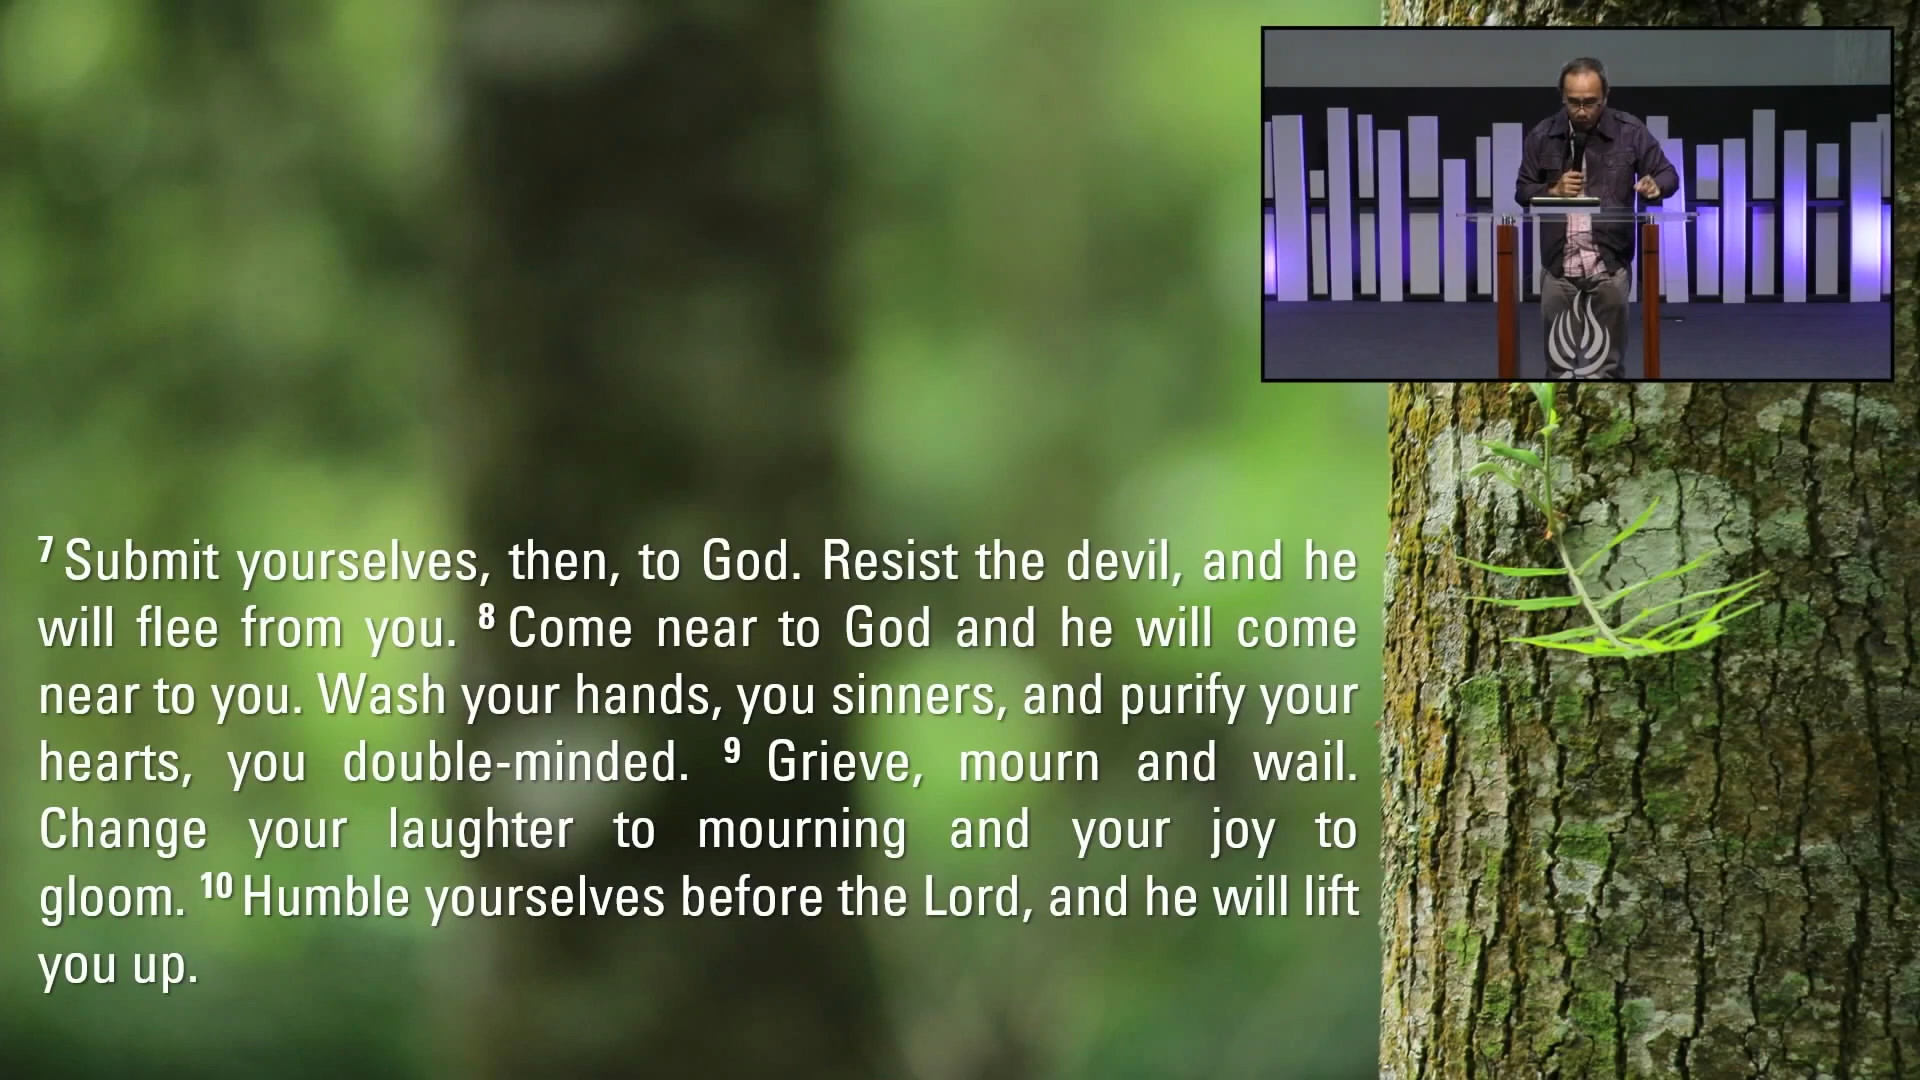 7 Submit yourselves, then, to God. Resist the devil, and he
will flee from you. 8 Come near to God and he will come
near to you. Wash your hands, you sinners, and purify your
hearts, you double-minded. 9 Grieve, mourn and wail.
Change your laughter to mourning and your joy to
gloom. 10 Humble yourselves before the Lord, and he will lift
you up.